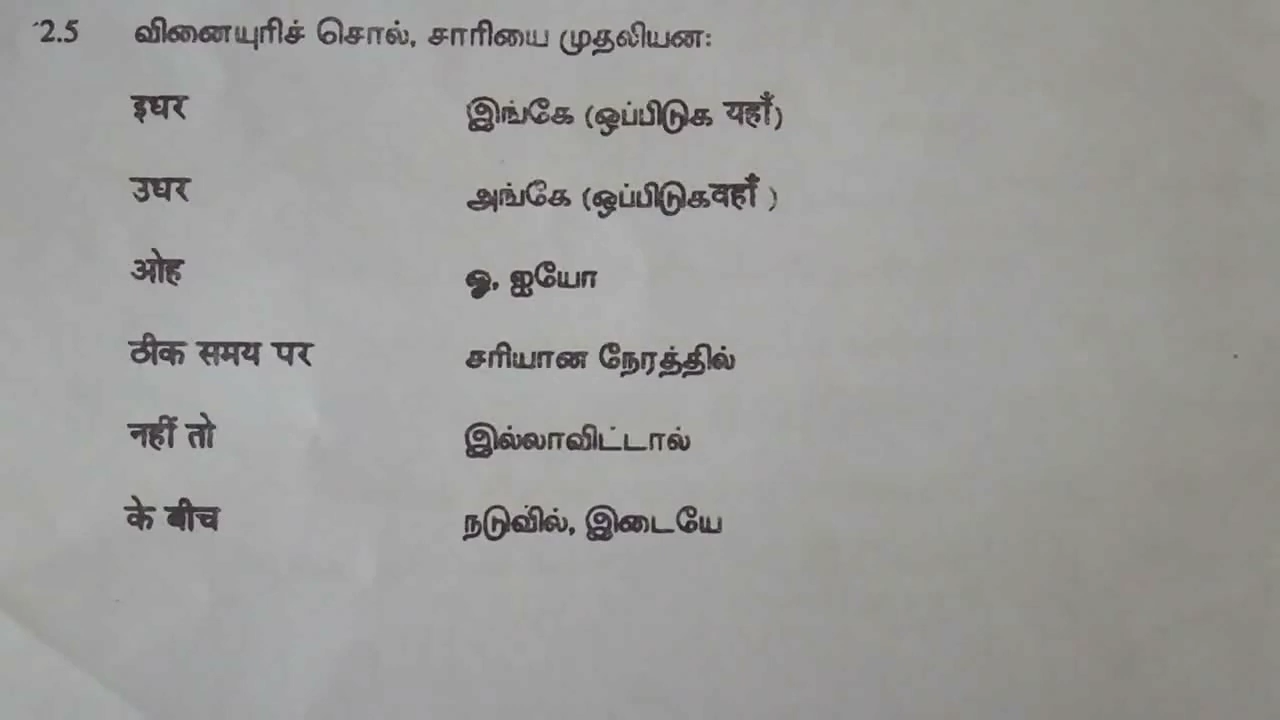 2.5 வினையுரிச் சொல், சாரியை முதலியன:
इधर இங்கே (ஒப்பிடுக यहाँ)
उधर அங்கே (ஒப்பிடுக वहाँ )
ओह ஓ, ஐயோ
ठीक समय पर சரியான நேரத்தில்
नहीं तो இல்லாவிட்டால்
के बीच நடுவில், இடையே